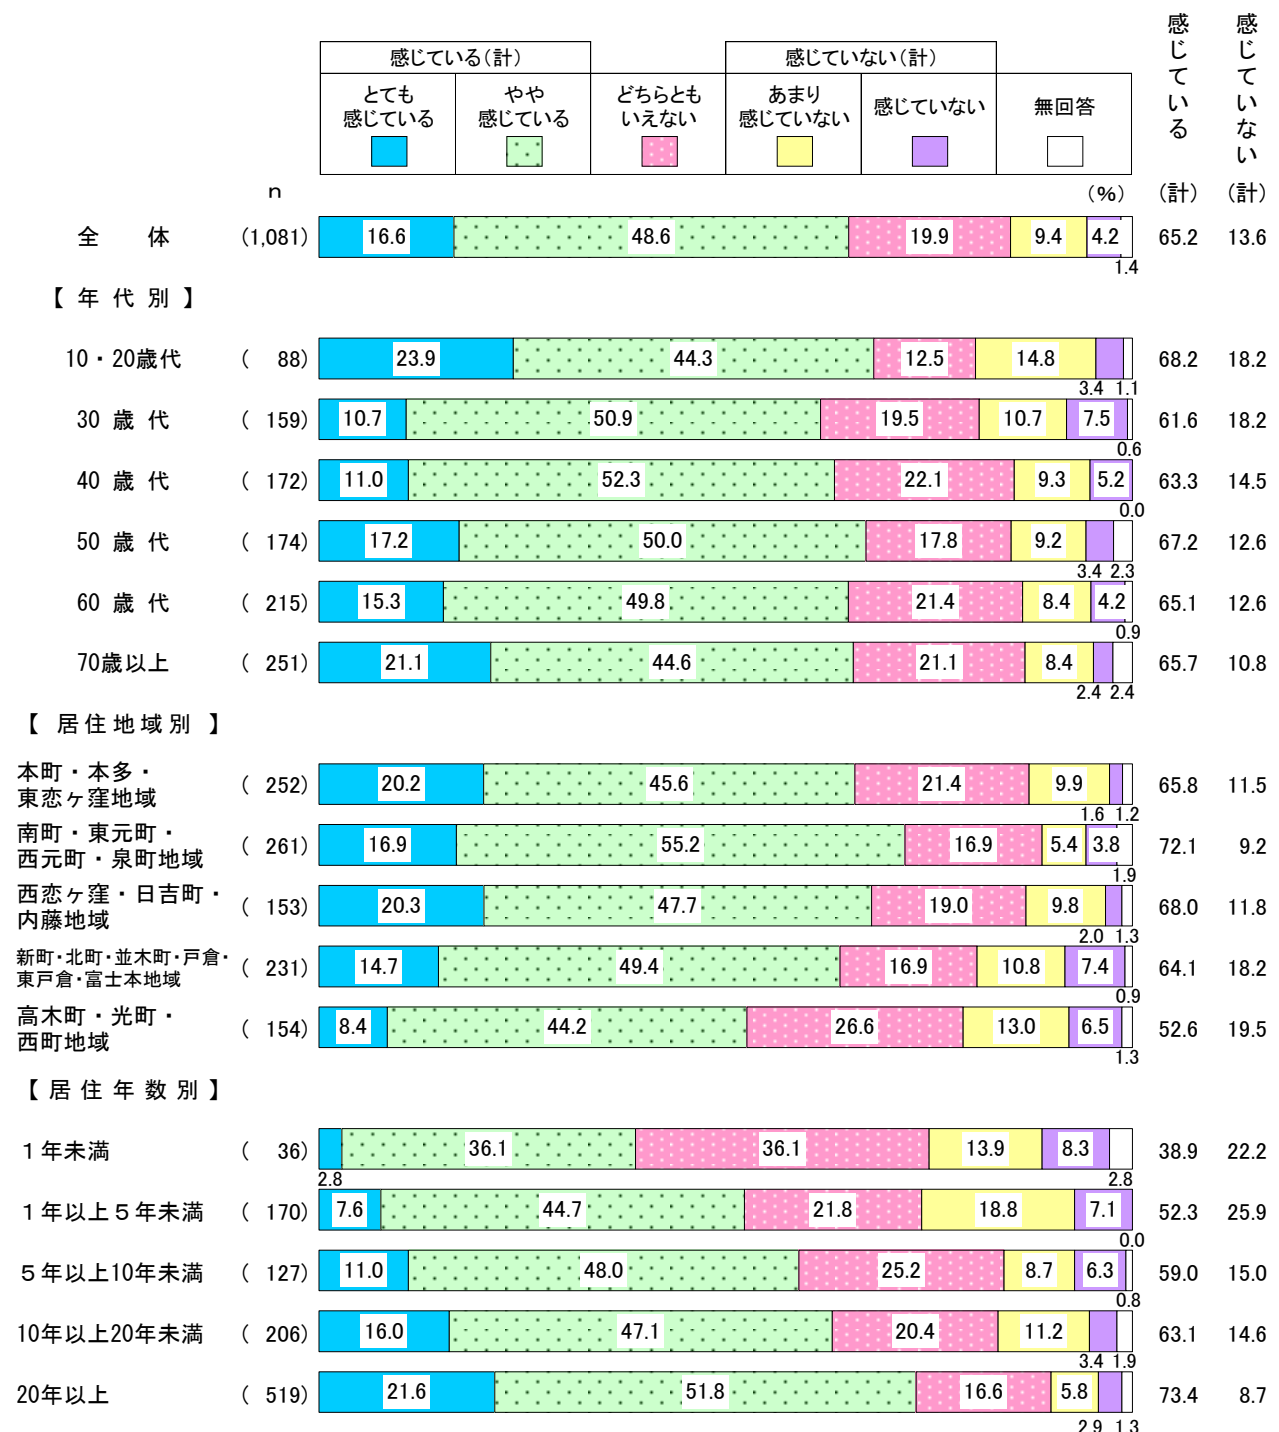 感じている(計)
感じていない(計)
感じている
感じていない
とても
感じている
やや
感じている
どちらとも
いえない
あまり
感じていない
感じていない
無回答
n
(%)
(計)
(計)
全 体 (1,081) 16.6 48.6 19.9 9.4 4.2 65.2 13.6
1.4
【 年 代 別 】
10・20歳代 ( 88) 23.9 44.3 12.5 14.8 68.2 18.2
3.4 1.1
30 歳 代 ( 159) 10.7 50.9 19.5 10.7 7.5 61.6 18.2
0.6
40 歳 代 ( 172) 11.0 52.3 22.1 9.3 5.2 63.3 14.5
0.0
50 歳 代 ( 174) 17.2 50.0 17.8 9.2 67.2 12.6
3.4 2.3
60 歳 代 ( 215) 15.3 49.8 21.4 8.4 4.2 65.1 12.6
0.9
70歳以上 ( 251) 21.1 44.6 21.1 8.4 65.7 10.8
2.4 2.4
【 居住地域別 】
本町・本多・
東恋ヶ窪地域 ( 252) 20.2 45.6 21.4 9.9 65.8 11.5
1.6 1.2
南町・東元町・
西元町・泉町地域 ( 261) 16.9 55.2 16.9 5.4 3.8 72.1 9.2
1.9
西恋ヶ窪・日吉町・
内藤地域 ( 153) 20.3 47.7 19.0 9.8 68.0 11.8
2.0 1.3
新町・北町・並木町・戸倉・
東戸倉・富士本地域 ( 231) 14.7 49.4 16.9 10.8 7.4 64.1 18.2
0.9
高木町・光町・
西町地域 ( 154) 8.4 44.2 26.6 13.0 6.5 52.6 19.5
1.3
【 居 住 年 数 別 】
1年未満 ( 36) 36.1 36.1 13.9 8.3 38.9 22.2
2.8 2.8
1年以上5年未満 ( 170) 7.6 44.7 21.8 18.8 7.1 52.3 25.9
0.0
5年以上10年未満 ( 127) 11.0 48.0 25.2 8.7 6.3 59.0 15.0
0.8
10年以上20年未満 ( 206) 16.0 47.1 20.4 11.2 63.1 14.6
3.4 1.9
20年以上 ( 519) 21.6 51.8 16.6 5.8 73.4 8.7
2.9 1.3